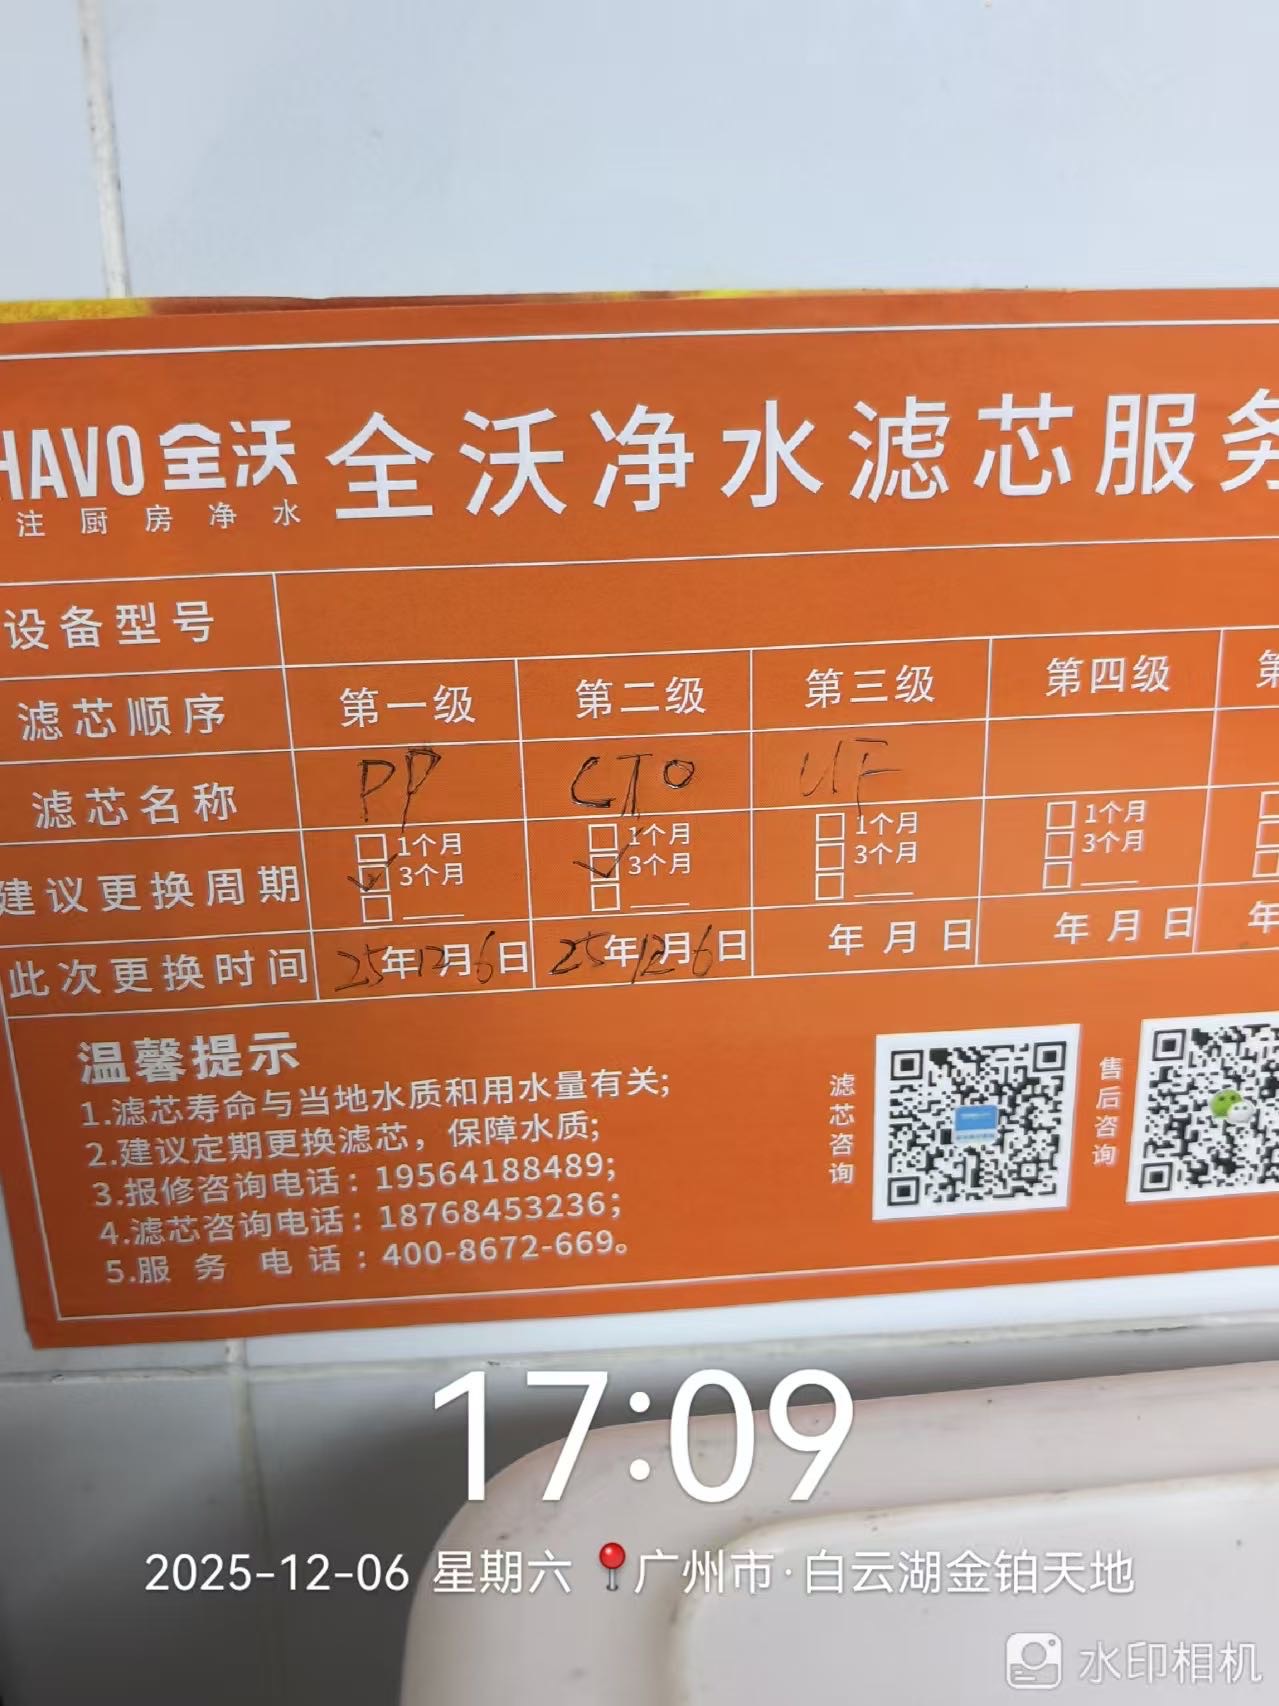 HAVO 全沃
注厨房净水
全沃净水滤芯服务
设备型号
滤芯顺序 第一级 第二级 第三级 第四级 第
滤芯名称 PP CTO UF
建议更换周期
1个月 1个月 1个月 1个月
3个月 3个月 3个月 3个月
此次更换时间 25年12月6日 25年12月6日 年月日 年月日 年
温馨提示
1.滤芯寿命与当地水质和用水量有关;
2.建议定期更换滤芯，保障水质;
3.报修咨询电话：19564188489;
4.滤芯咨询电话：18768453236;
5.服务电话：400-8672-669。
滤芯咨询
售后咨询
17:09
2025-12-06 星期六 广州市·白云湖金铂天地
水印相机